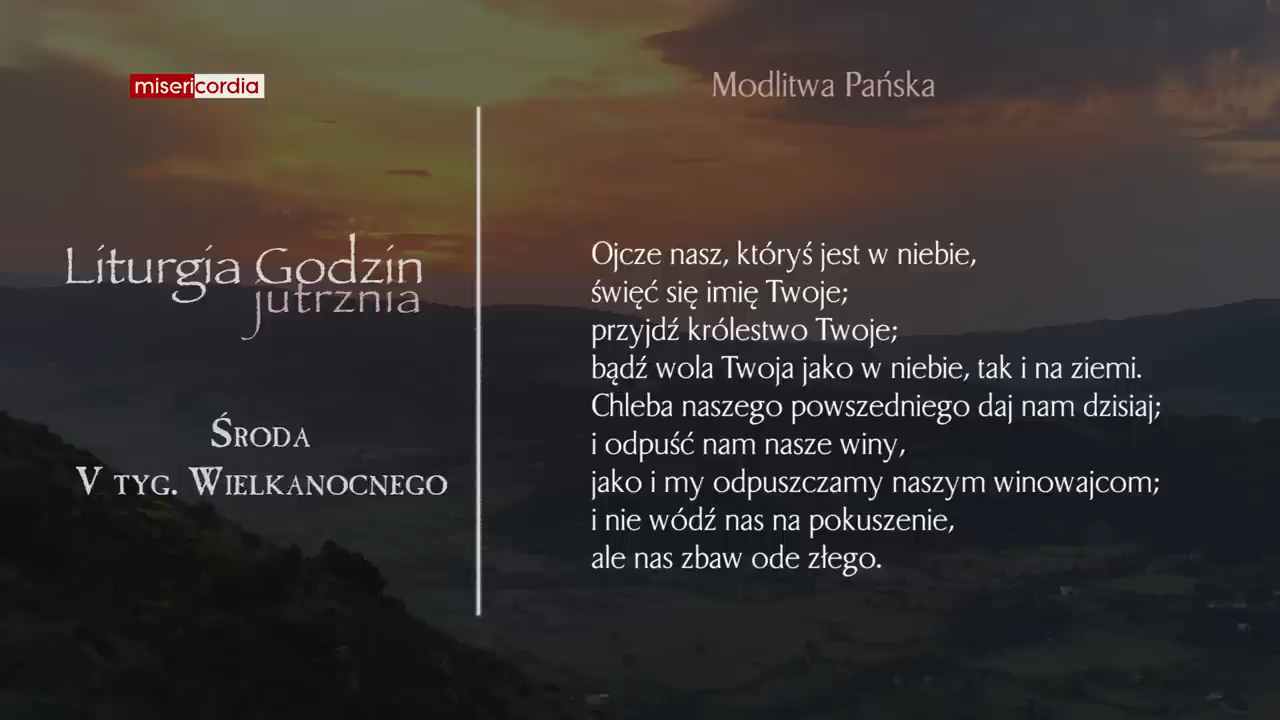 misericordia
Modlitwa Pańska
Liturgia Godzin
jutrznia
Środa
V tyg. Wielkanocnego
Ojcze nasz, któryś jest w niebie,
święć się imię Twoje;
przyjdź królestwo Twoje;
bądź wola Twoja jako w niebie, tak i na ziemi.
Chleba naszego powszedniego daj nam dzisiaj;
i odpuść nam nasze winy,
jako i my odpuszczamy naszym winowajcom;
i nie wódź nas na pokuszenie,
ale nas zbaw ode złego.